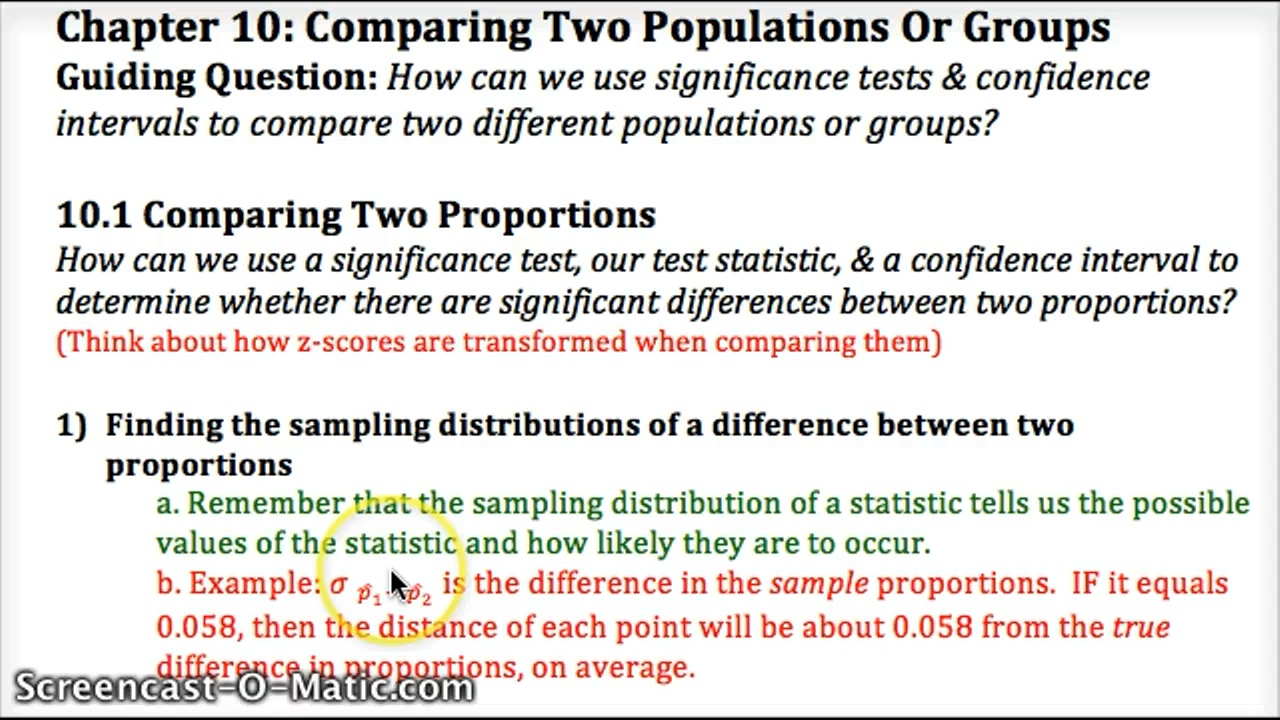 Chapter 10: Comparing Two Populations Or Groups
Guiding Question: How can we use significance tests & confidence
intervals to compare two different populations or groups?
10.1 Comparing Two Proportions
How can we use a significance test, our test statistic, & a confidence interval to
determine whether there are significant differences between two proportions?
(Think about how z-scores are transformed when comparing them)
1) Finding the sampling distributions of a difference between two
proportions
a. Remember that the sampling distribution of a statistic tells us the possible
values of the statistic and how likely they are to occur.
b. Example: σ p̂₁ p̂₂ is the difference in the sample proportions. IF it equals
0.058, then the distance of each point will be about 0.058 from the true
difference in proportions, on average.
Screencast-O-Matic.com